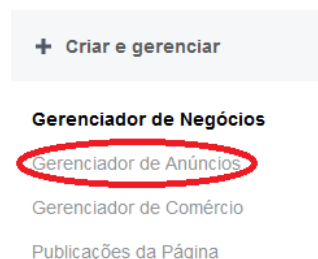 + Criar e gerenciar
Gerenciador de Negócios
Gerenciador de Anúncios
Gerenciador de Comércio
Publicações da Página